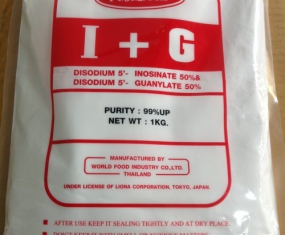 I + G
DISODIUM 5'- INOSINATE 50%&
DISODIUM 5'- GUANYLATE 50%
PURITY : 99%UP
NET WT : 1KG.
MANUFACTURED BY
WORLD FOOD INDUSTRY CO.,LTD.
THAILAND
UNDER LICENSE OF LIONA CORPORATION, TOKYO, JAPAN.
■ AFTER USE KEEP IT SEALING TIGHTLY AND AT DRY PLACE.